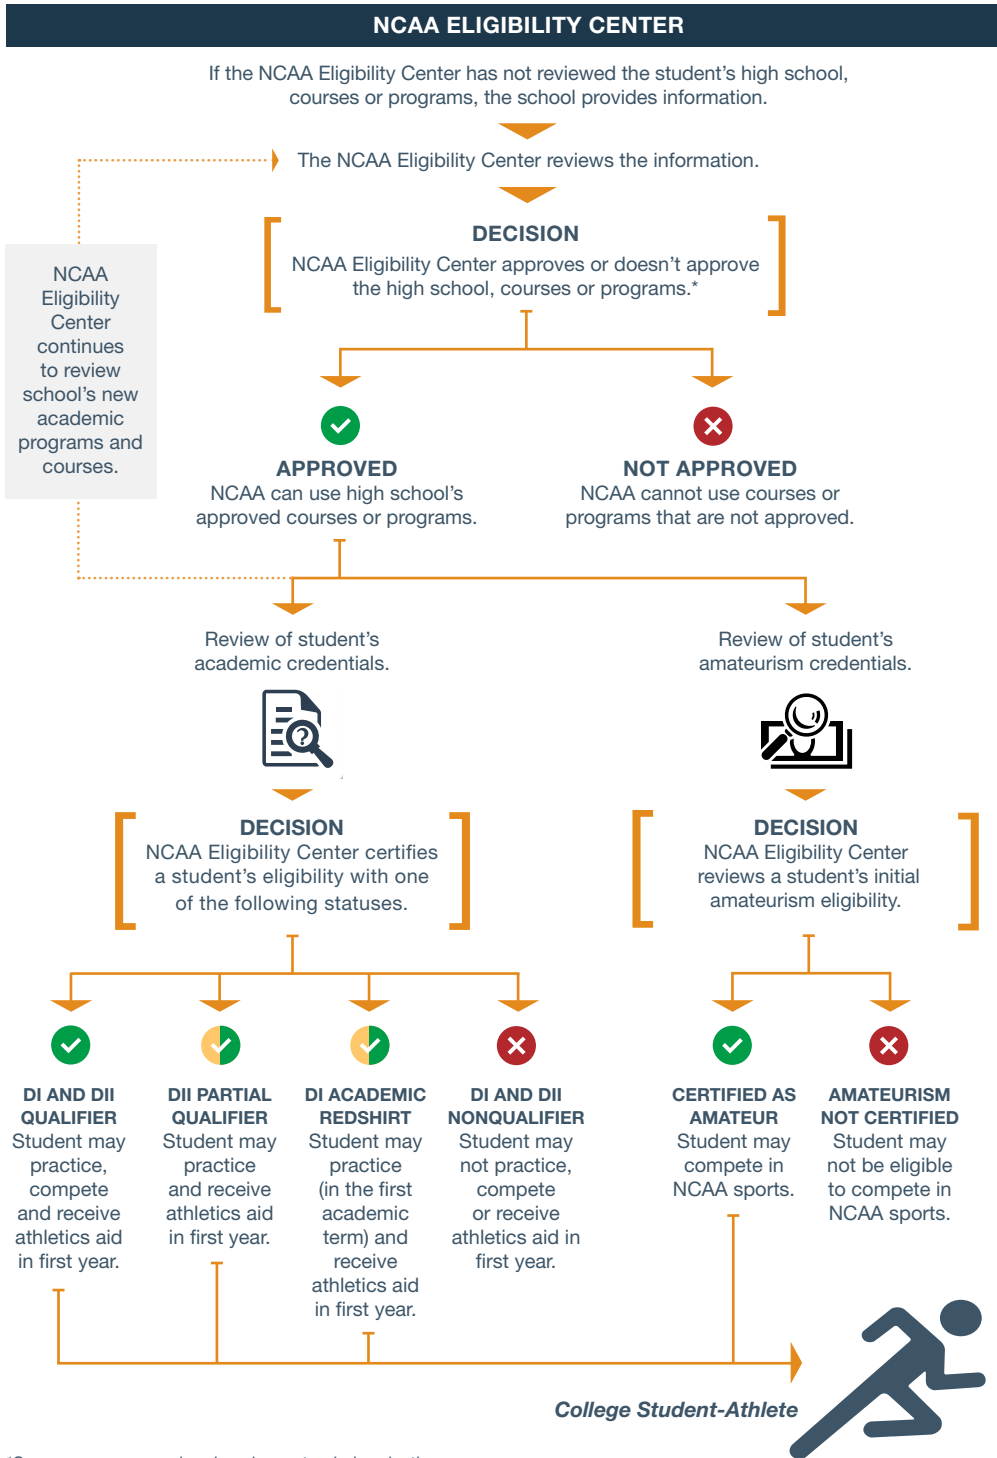 NCAA ELIGIBILITY CENTER
If the NCAA Eligibility Center has not reviewed the student's high school,
courses or programs, the school provides information.
The NCAA Eligibility Center reviews the information.
DECISION
NCAA Eligibility Center approves or doesn't approve
the high school, courses or programs.*
NCAA
Eligibility
Center
continues
to review
school's new
academic
programs and
courses.
APPROVED
NCAA can use high school's
approved courses or programs.
NOT APPROVED
NCAA cannot use courses or
programs that are not approved.
Review of student's
academic credentials.
Review of student's
amateurism credentials.
?
DECISION
NCAA Eligibility Center certifies
a student's eligibility with one
of the following statuses.
DECISION
NCAA Eligibility Center
reviews a student's initial
amateurism eligibility.
DI AND DII
QUALIFIER
Student may
practice,
compete
and receive
athletics aid
in first year.
DII PARTIAL
QUALIFIER
Student may
practice
and receive
athletics aid
in first year.
DI ACADEMIC
REDSHIRT
Student may
practice
(in the first
academic
term) and
receive
athletics aid
in first year.
DI AND DII
NONQUALIFIER
Student may
not practice,
compete
or receive
athletics aid in
first year.
CERTIFIED AS
AMATEUR
Student may
compete in
NCAA sports.
AMATEURISM
NOT CERTIFIED
Student may
not be eligible
to compete in
NCAA sports.
College Student-Athlete